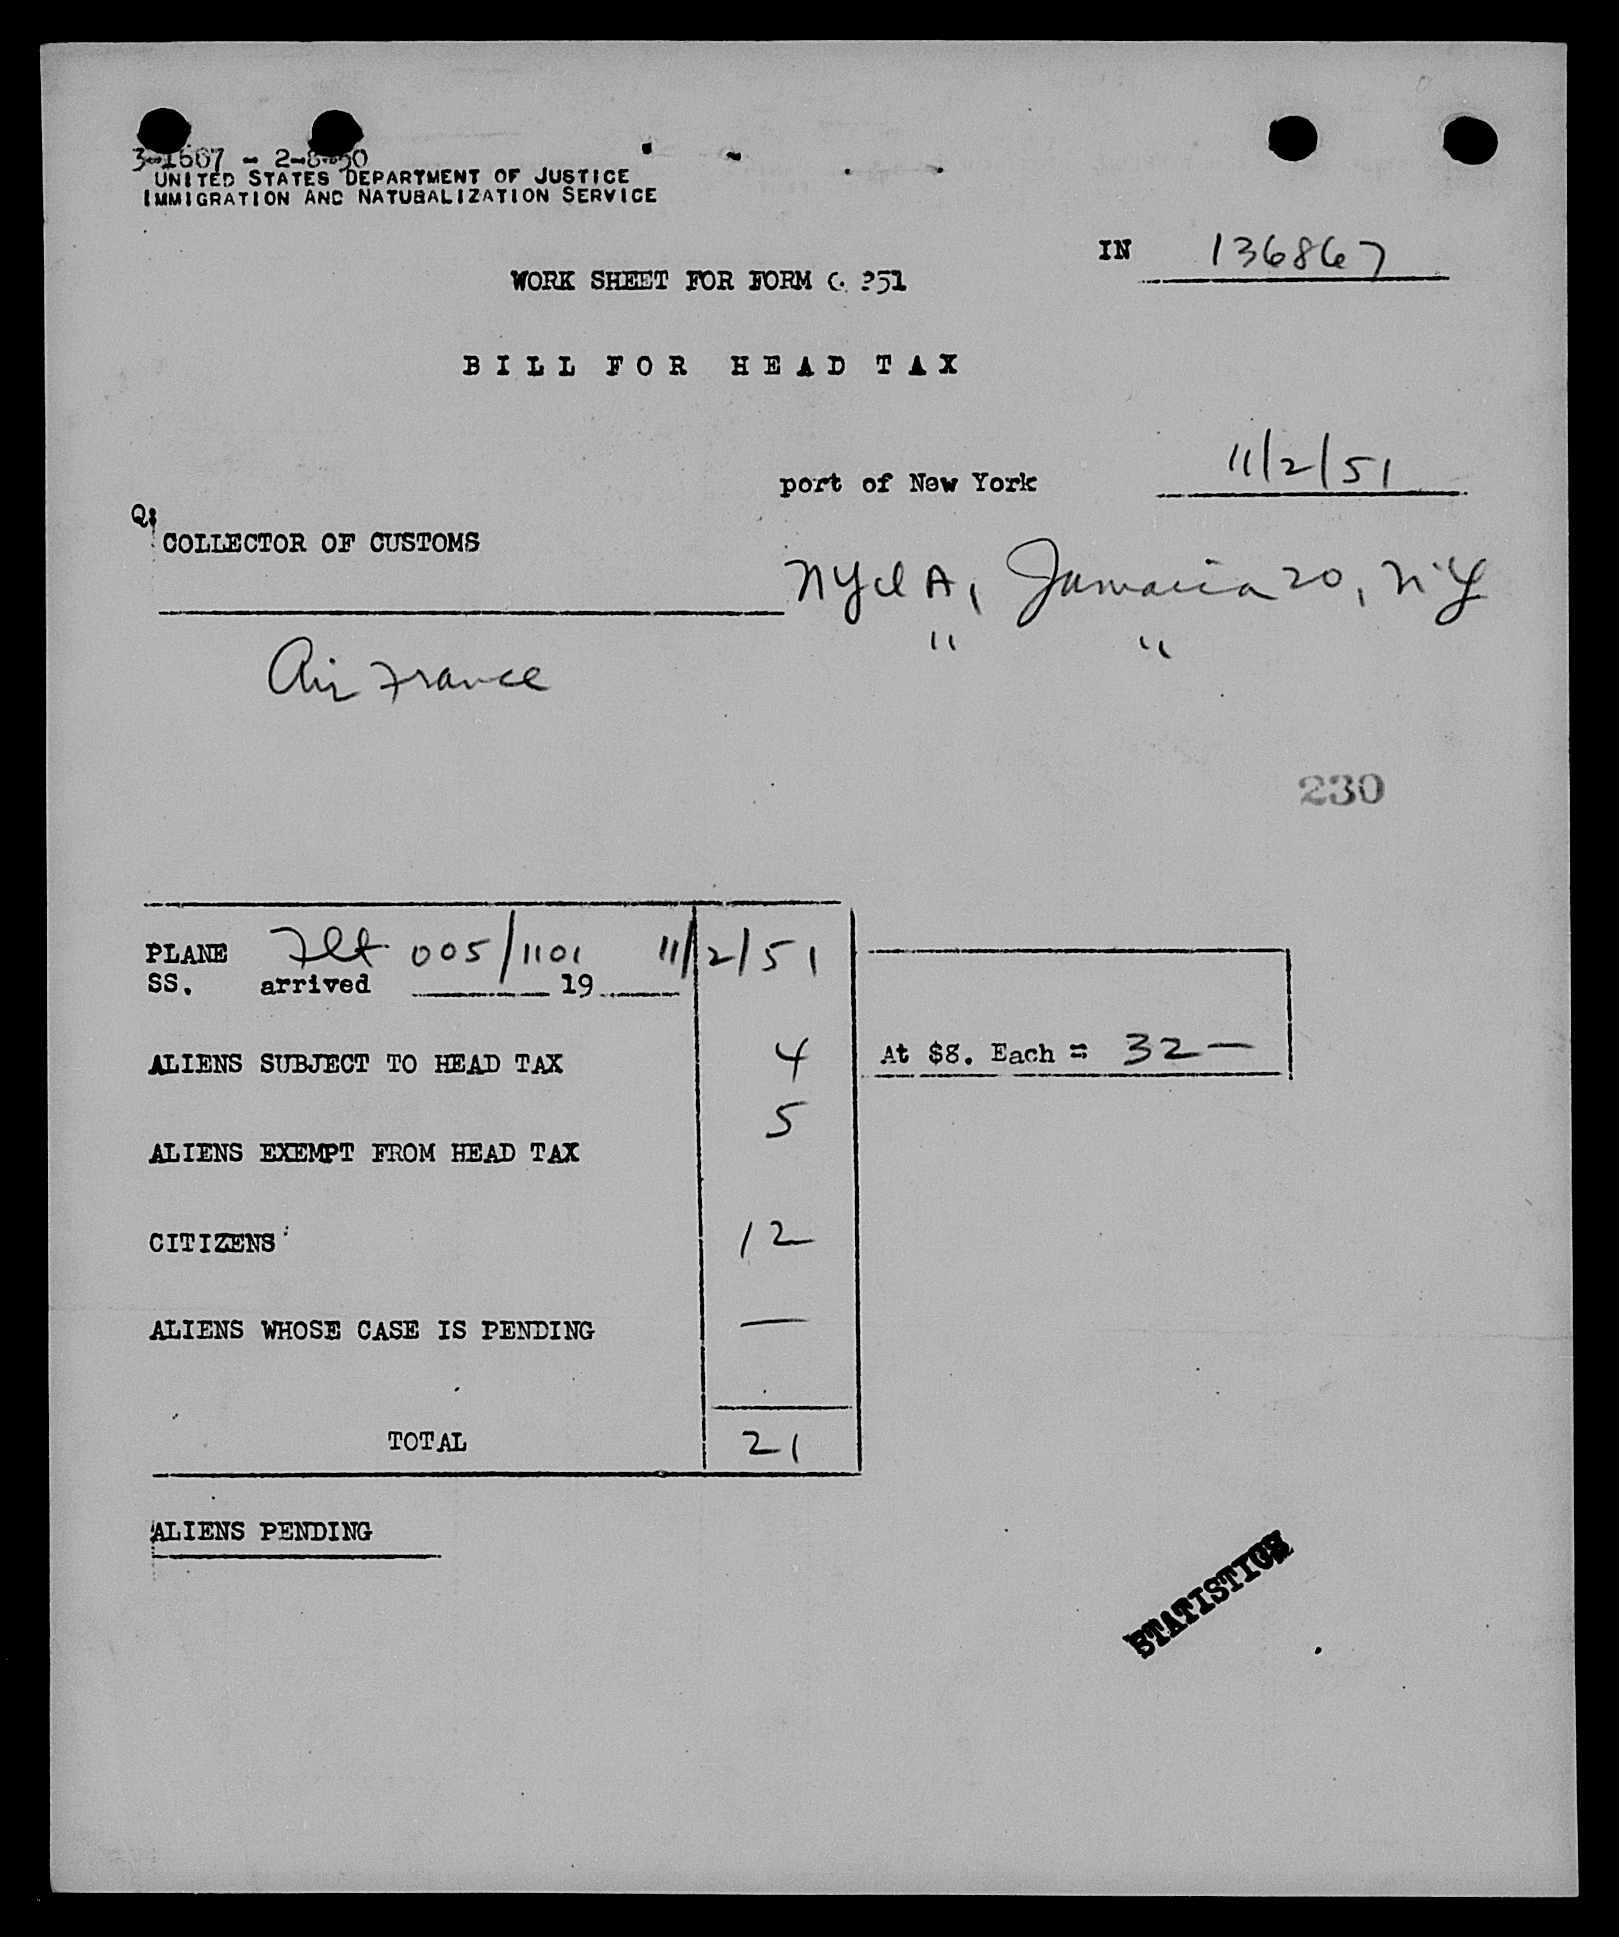 3-1567 - 2-8-50
UNITED STATES DEPARTMENT OF JUSTICE
IMMIGRATION AND NATURALIZATION SERVICE
IN 136867
WORK SHEET FOR FORM G 251
BILL FOR HEAD TAX
port of New York 11/2/51
COLLECTOR OF CUSTOMS
NYIA, Jamaica 20, NY
" "
Air France
230
PLANE Flt 005/1101 11/2/51
SS. arrived 19
ALIENS SUBJECT TO HEAD TAX 4 At $8. Each = 32 —
ALIENS EXEMPT FROM HEAD TAX 5
CITIZENS 12
ALIENS WHOSE CASE IS PENDING —
TOTAL 21
ALIENS PENDING
STATISTICS